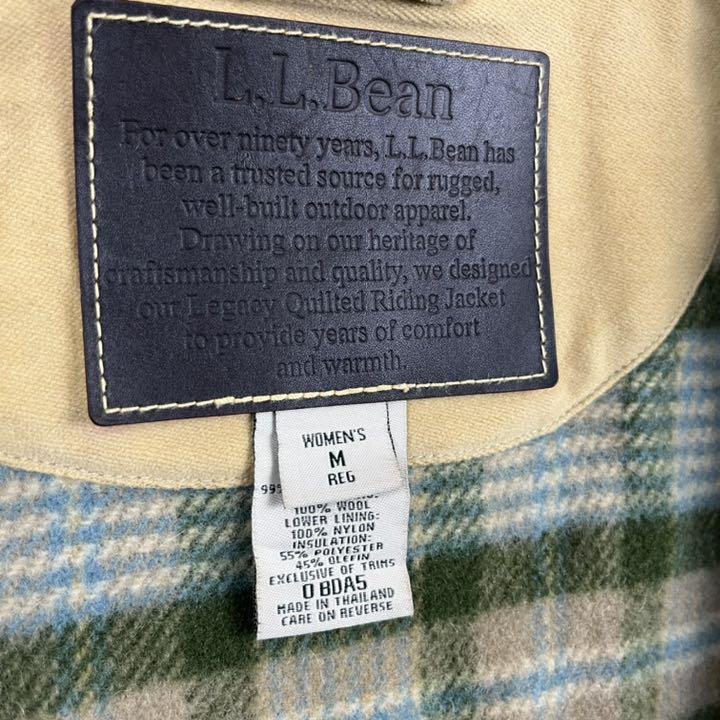 L.L.Bean
For over ninety years, L.L.Bean has
been a trusted source for rugged,
well-built outdoor apparel.
Drawing on our heritage of
craftsmanship and quality, we designed
our Legacy Quilted Riding Jacket
to provide years of comfort
and warmth.
WOMEN'S
M
REG
100% WOOL
LOWER LINING:
100% NYLON
INSULATION:
55% POLYESTER
45% OLEFIN
EXCLUSIVE OF TRIMS
0 BDA5
MADE IN THAILAND
CARE ON REVERSE